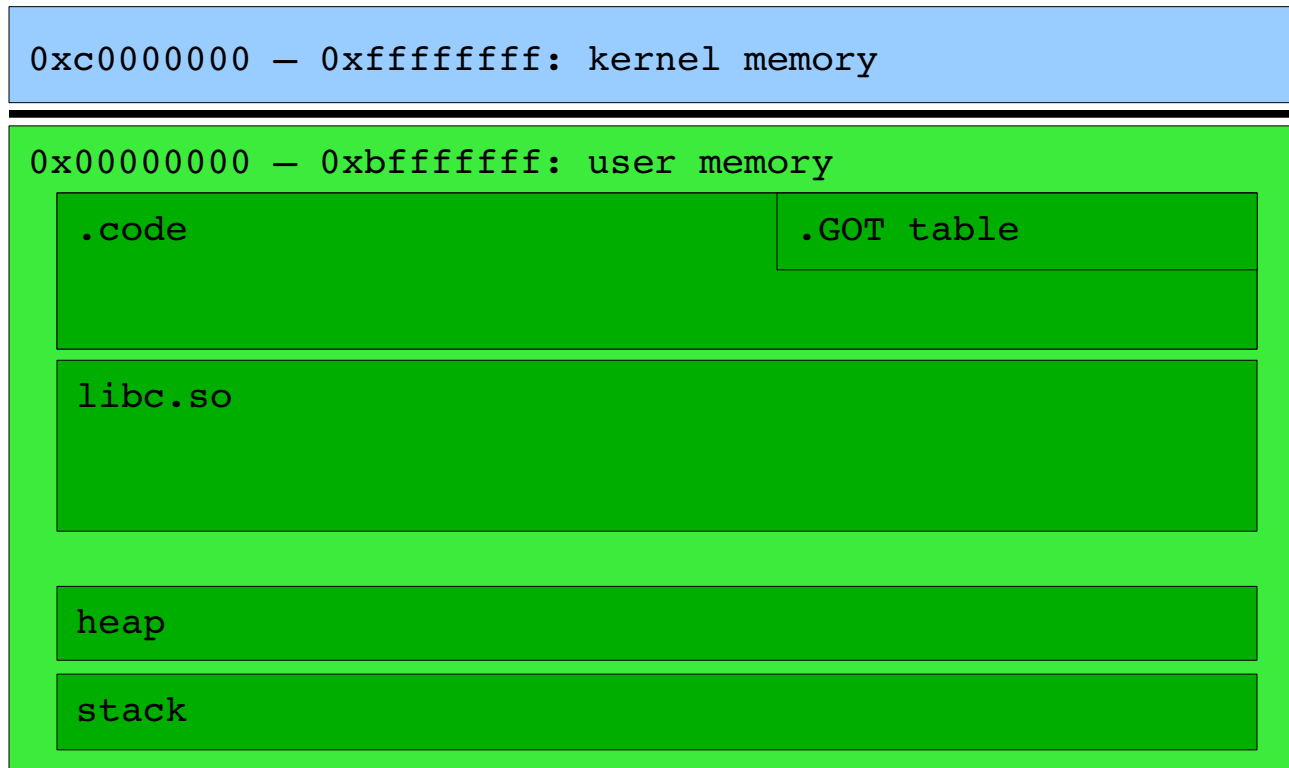 0xc0000000 – 0xffffffff: kernel memory
0x00000000 – 0xbfffffff: user memory
.code
.GOT table
libc.so
heap
stack